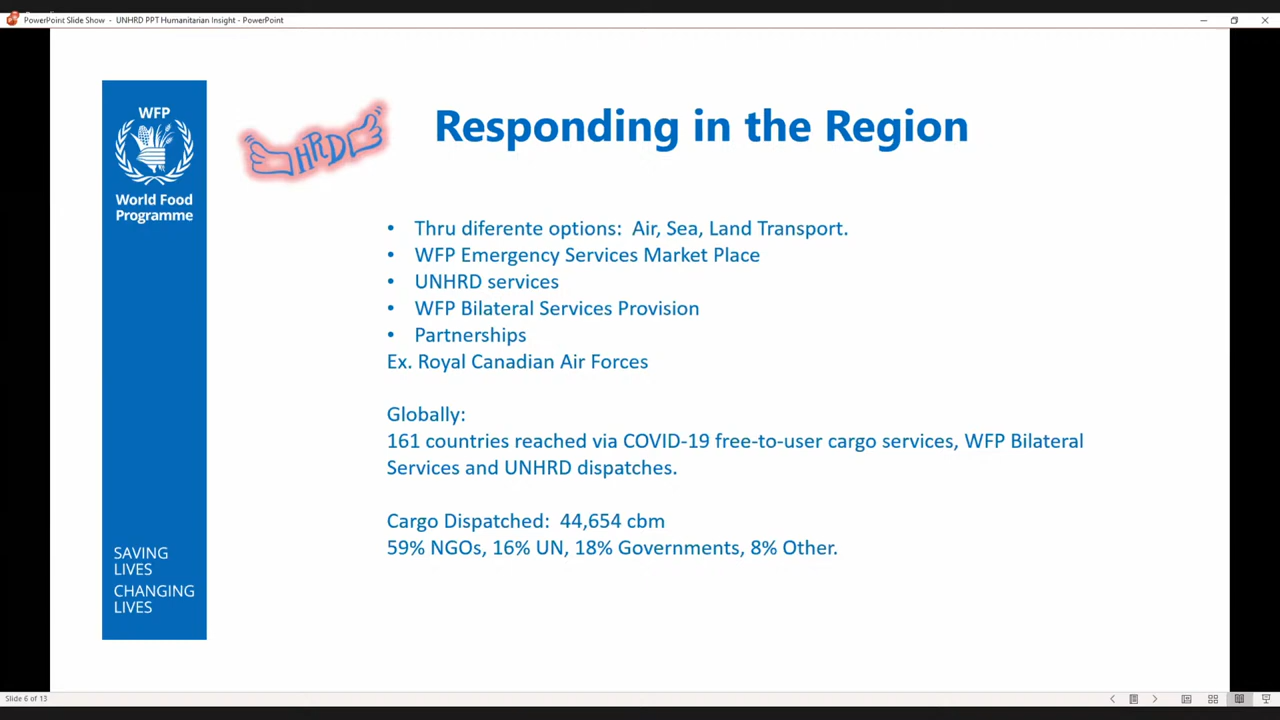 PowerPoint Slide Show - UNHRD PPT Humanitarian Insight - PowerPoint
WFP
World Food
Programme
HRD
Responding in the Region
• Thru diferente options: Air, Sea, Land Transport.
• WFP Emergency Services Market Place
• UNHRD services
• WFP Bilateral Services Provision
• Partnerships
Ex. Royal Canadian Air Forces
Globally:
161 countries reached via COVID-19 free-to-user cargo services, WFP Bilateral
Services and UNHRD dispatches.
Cargo Dispatched: 44,654 cbm
59% NGOs, 16% UN, 18% Governments, 8% Other.
SAVING
LIVES
CHANGING
LIVES
Slide 6 of 13